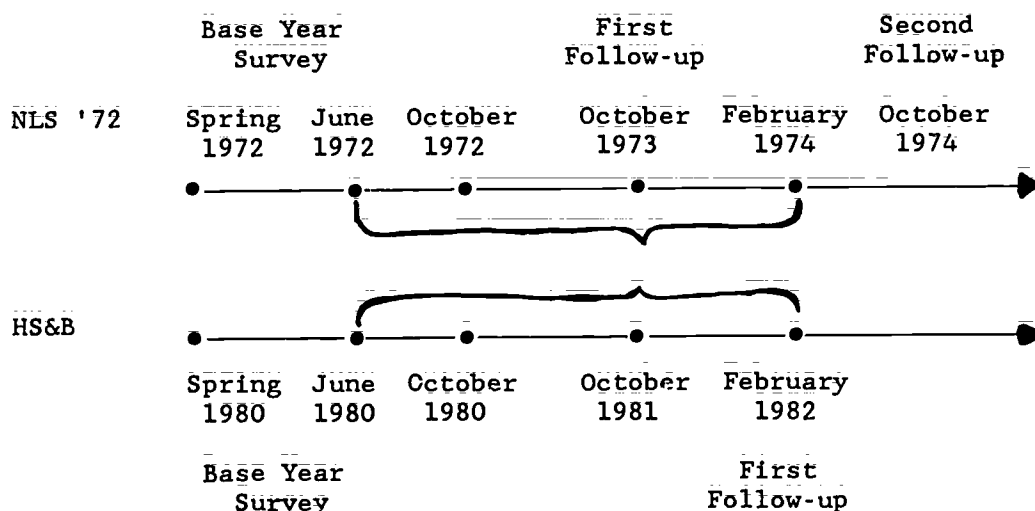 Base Year First Second
Survey Follow-up Follow-up
NLS '72 Spring June October October February October
1972 1972 1972 1973 1974 1974
HS&B
Spring June October October February
1980 1980 1980 1981 1982
Base Year First
Survey Follow-up